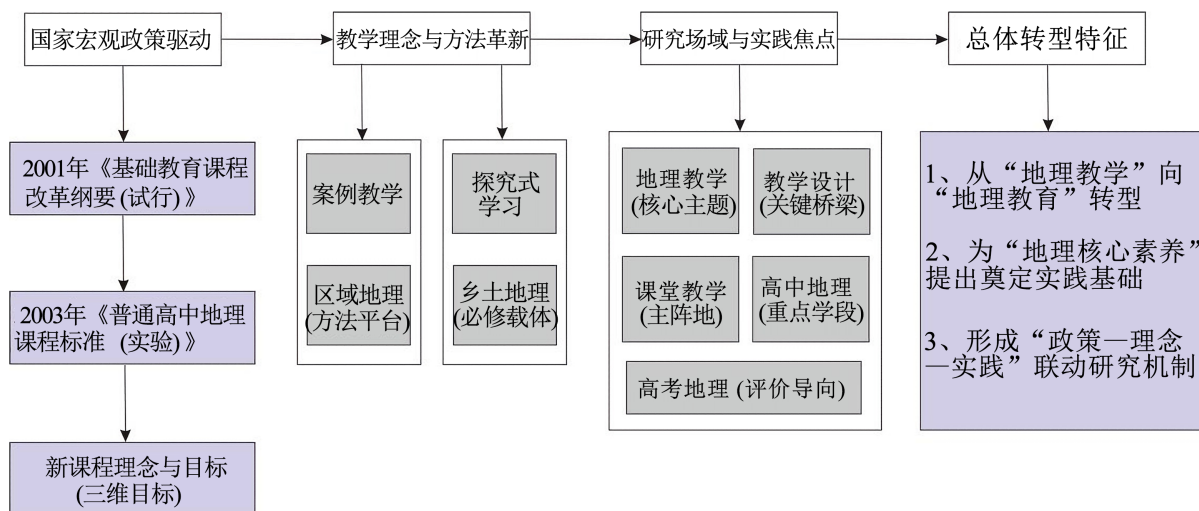 国家宏观政策驱动
教学理念与方法革新
研究场域与实践焦点
总体转型特征
2001年《基础教育课程
改革纲要(试行)》
2003年《普通高中地理
课程标准 (实验)》
新课程理念与目标
(三维目标)
案例教学
区域地理
(方法平台)
探究式
学习
乡土地理
(必修载体)
地理教学
(核心主题)
教学设计
(关键桥梁)
课堂教学
(主阵地)
高中地理
(重点学段)
高考地理 (评价导向)
1、从“地理教学”向
“地理教育”转型
2、为“地理核心素养”
提出奠定实践基础
3、形成“政策—理念
—实践”联动研究机制